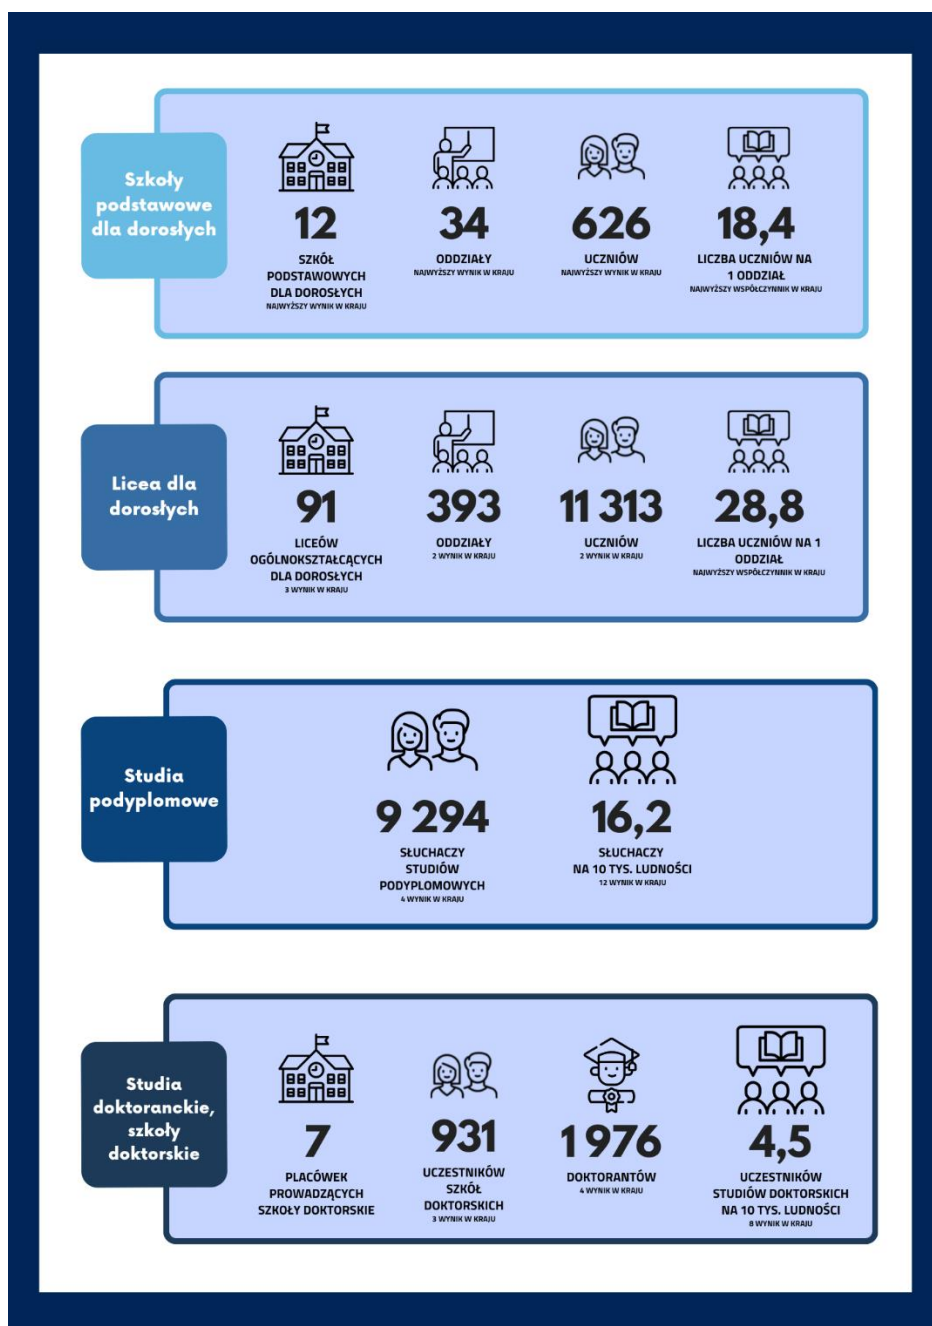 Szkoły
podstawowe
dla dorosłych
12
SZKÓŁ
PODSTAWOWYCH
DLA DOROSŁYCH
NAJWYŻSZY WYNIK W KRAJU
34
ODDZIAŁY
NAJWYŻSZY WYNIK W KRAJU
626
UCZNIÓW
NAJWYŻSZY WYNIK W KRAJU
18,4
LICZBA UCZNIÓW NA
1 ODDZIAŁ
NAJWYŻSZY WSPÓŁCZYNNIK W KRAJU
Licea dla
dorosłych
91
LICEÓW
OGÓLNOKSZTAŁCĄCYCH
DLA DOROSŁYCH
3 WYNIK W KRAJU
393
ODDZIAŁY
2 WYNIK W KRAJU
11 313
UCZNIÓW
2 WYNIK W KRAJU
28,8
LICZBA UCZNIÓW NA 1
ODDZIAŁ
NAJWYŻSZY WSPÓŁCZYNNIK W KRAJU
Studia
podyplomowe
9 294
SŁUCHACZY
STUDIÓW
PODYPLOMOWYCH
4 WYNIK W KRAJU
16,2
SŁUCHACZY
NA 10 TYS. LUDNOŚCI
12 WYNIK W KRAJU
Studia
doktoranckie,
szkoły
doktorskie
7
PLACÓWEK
PROWADZĄCYCH
SZKOŁY DOKTORSKIE
931
UCZESTNIKÓW
SZKÓŁ
DOKTORSKICH
3 WYNIK W KRAJU
1 976
DOKTORANTÓW
4 WYNIK W KRAJU
4,5
UCZESTNIKÓW
STUDIÓW DOKTORSKICH
NA 10 TYS. LUDNOŚCI
8 WYNIK W KRAJU